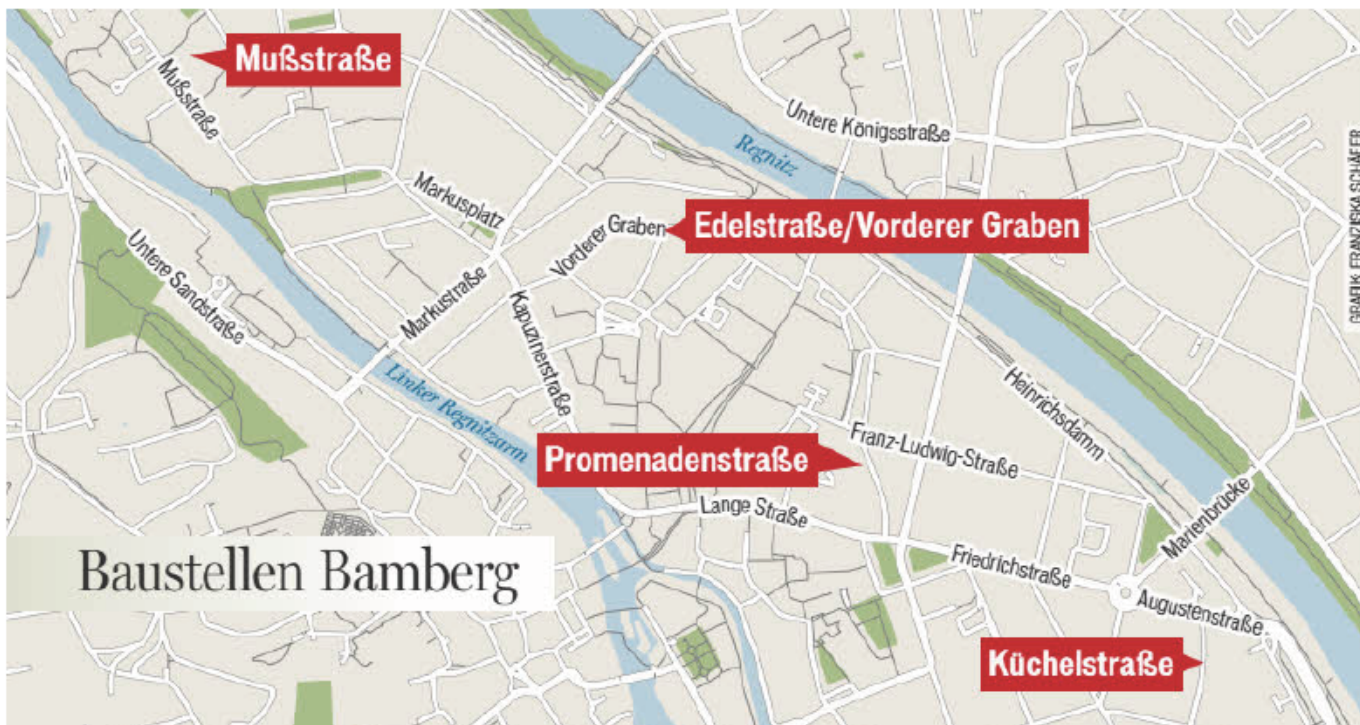 Mußstraße
Mußstraße
Untere Königsstraße
Regnitz
GRAFIK: FRANZISKA SCHÄFER
Markusplatz
Vorderer Graben
Edelstraße/Vorderer Graben
Untere Sandstraße
Markustraße
Kapuzinerstraße
Linker Regnitzarm
Heinrichsdamm
Promenadenstraße
Franz-Ludwig-Straße
Lange Straße
Marienbrücke
Baustellen Bamberg
Friedrichstraße
Augustenstraße
Küchelstraße